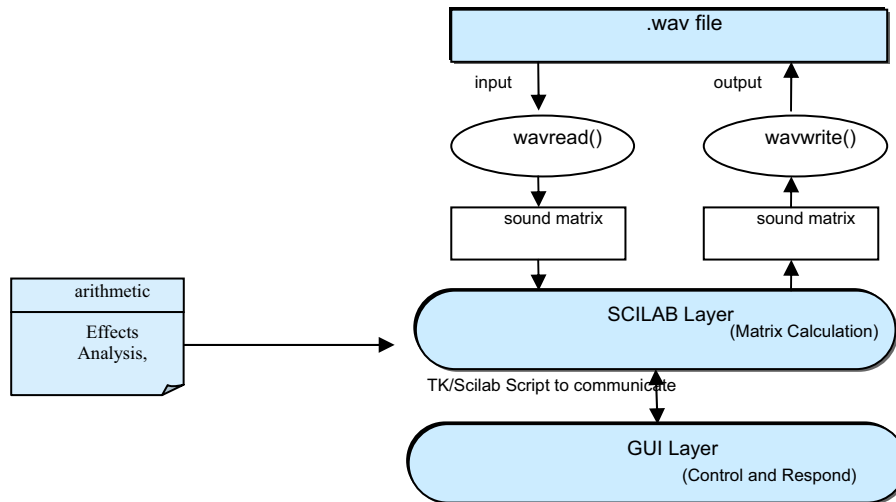 .wav file
input
output
wavread()
wavwrite()
sound matrix
sound matrix
arithmetic
Effects
Analysis,
SCILAB Layer
(Matrix Calculation)
TK/Scilab Script to communicate
GUI Layer
(Control and Respond)